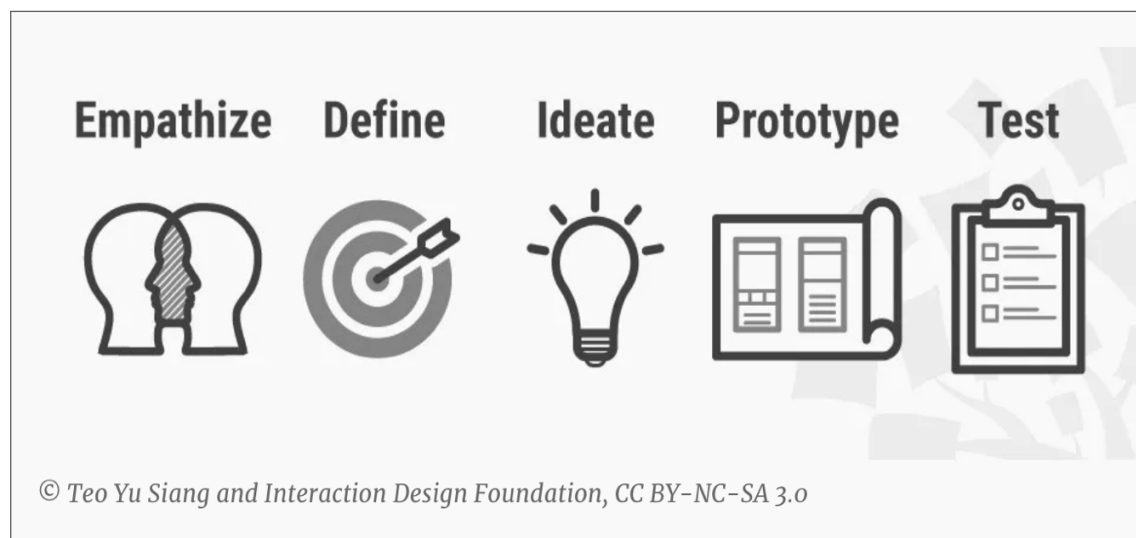 Empathize Define Ideate Prototype Test
© Teo Yu Siang and Interaction Design Foundation, CC BY-NC-SA 3.0